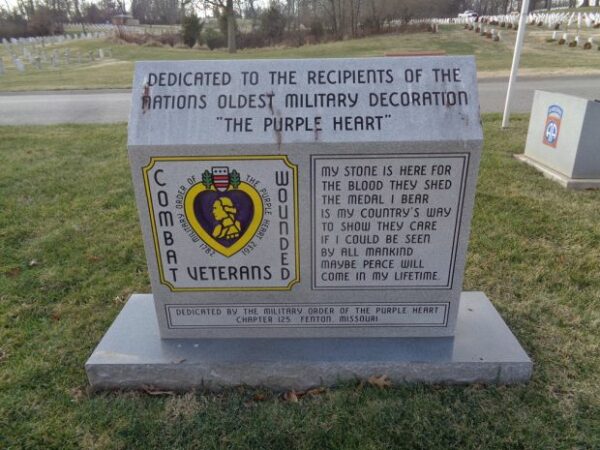 DEDICATED TO THE RECIPIENTS OF THE
NATIONS OLDEST MILITARY DECORATION
"THE PURPLE HEART"
COMBAT
WOUNDED
VETERANS
MILITARY ORDER OF THE PURPLE HEART
1782 1932
MY STONE IS HERE FOR
THE BLOOD THEY SHED
THE MEDAL I BEAR
IS MY COUNTRY'S WAY
TO SHOW THEY CARE
IF I COULD BE SEEN
BY ALL MANKIND
MAYBE PEACE WILL
COME IN MY LIFETIME.
DEDICATED BY THE MILITARY ORDER OF THE PURPLE HEART
CHAPTER 125 FENTON, MISSOURI
AA